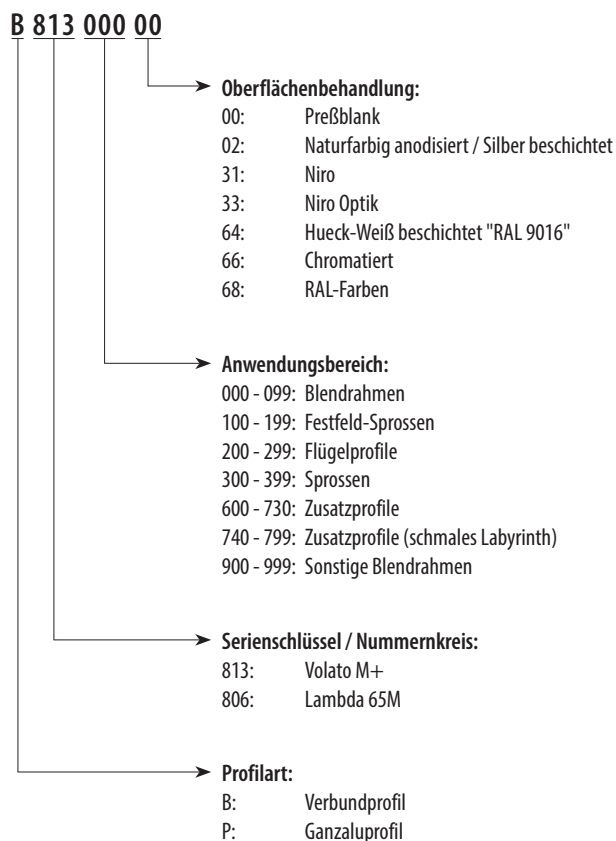 B 813 000 00
Oberflächenbehandlung:
00: Preßblank
02: Naturfarbig anodisiert / Silber beschichtet
31: Niro
33: Niro Optik
64: Hueck-Weiß beschichtet "RAL 9016"
66: Chromatiert
68: RAL-Farben
Anwendungsbereich:
000 - 099: Blendrahmen
100 - 199: Festfeld-Sprossen
200 - 299: Flügelprofile
300 - 399: Sprossen
600 - 730: Zusatzprofile
740 - 799: Zusatzprofile (schmales Labyrinth)
900 - 999: Sonstige Blendrahmen
Serienschlüssel / Nummernkreis:
813: Volato M+
806: Lambda 65M
Profilart:
B: Verbundprofil
P: Ganzaluprofil